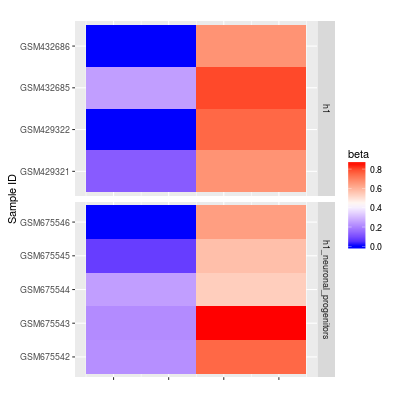 Sample ID
GSM432686
GSM432685
GSM429322
GSM429321
h1
GSM675546
GSM675545
GSM675544
GSM675543
GSM675542
h1_neuronal_progenitors
beta
0.8
0.6
0.4
0.2
0.0